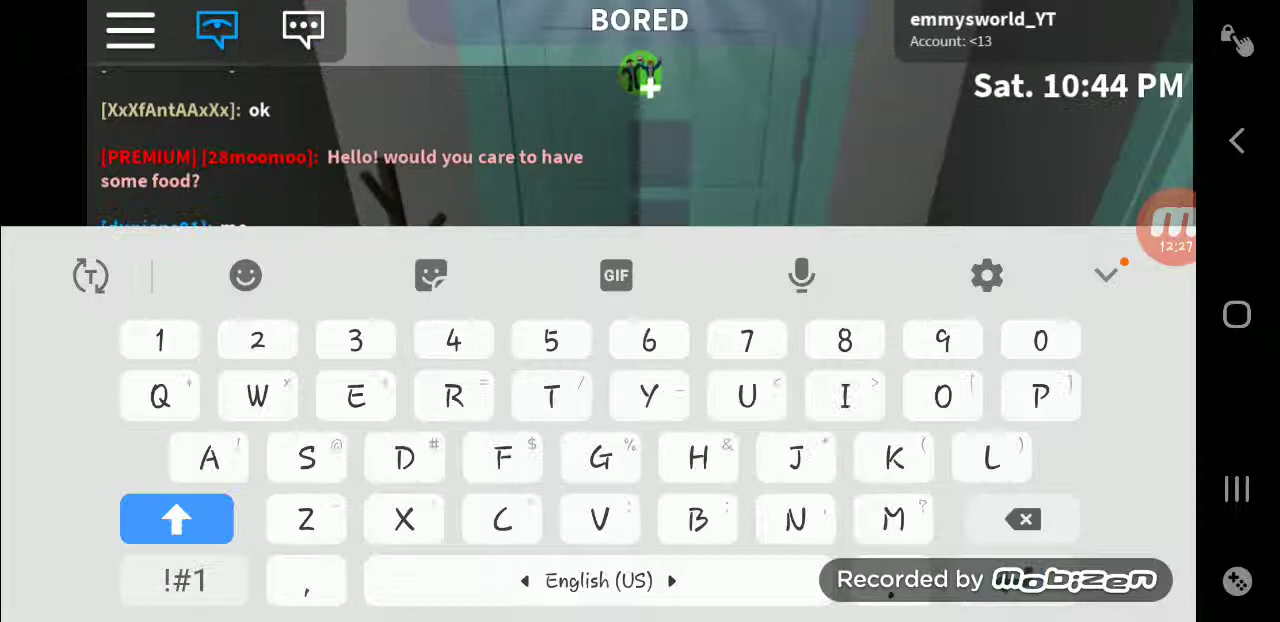 BORED
emmysworld_YT
Account: <13
Sat. 10:44 PM
[XxXfAntAAxXx]: ok
[PREMIUM] [28moomoo]: Hello! would you care to have
some food?
12:27
T
GIF
1 2 3 4 5 6 7 8 9 0
Q W E R T Y U I O P
A S D F G H J K L
! @ # $ % & * ( )
Z X C V B N M
!#1 , English (US)
Recorded by mobizen